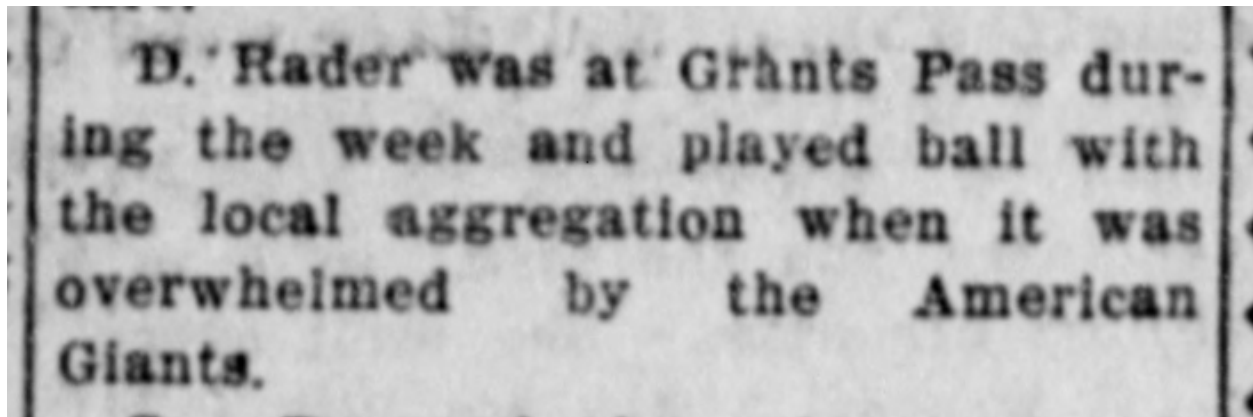 D. Rader was at Grants Pass dur-
ing the week and played ball with
the local aggregation when it was
overwhelmed by the American
Giants.